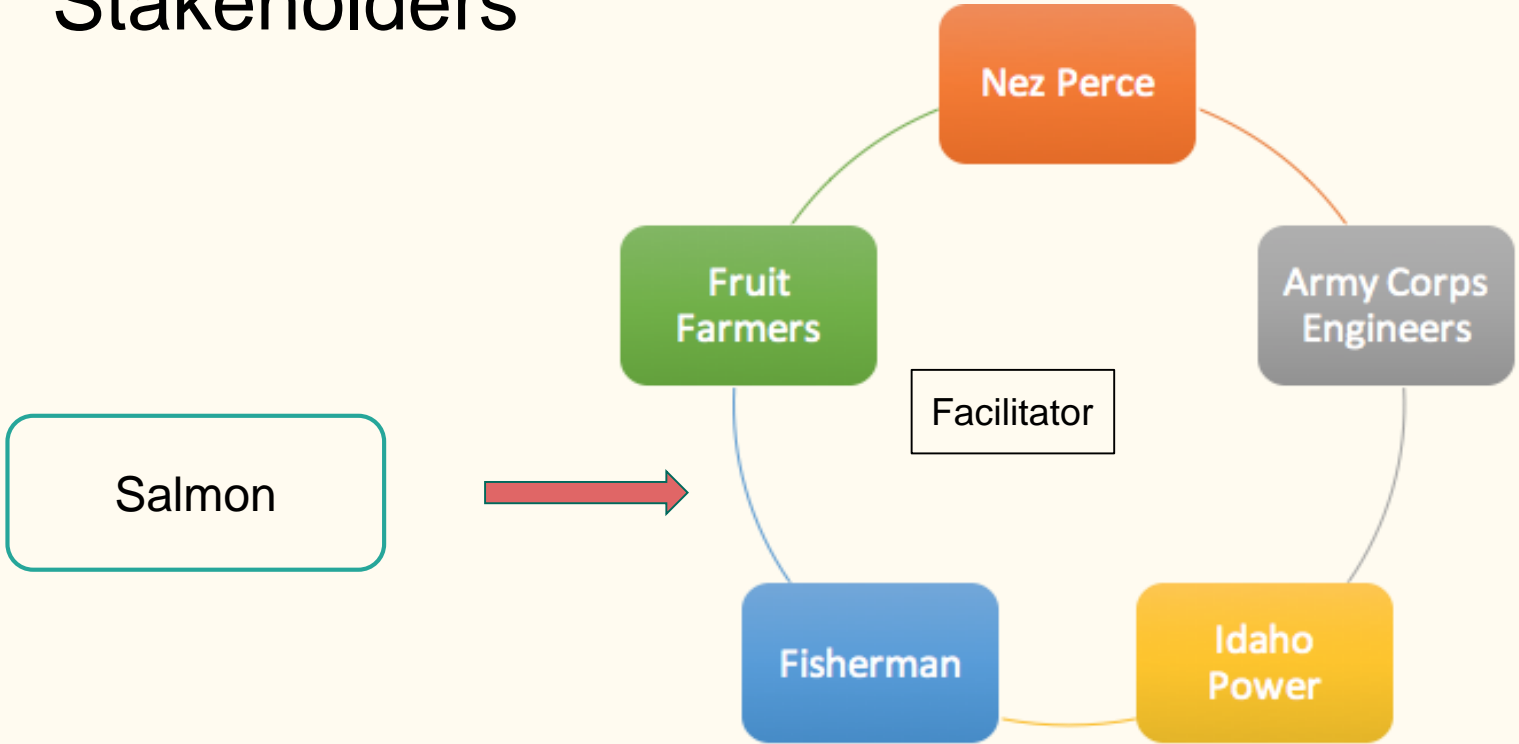 Stakeholders
Nez Perce
Fruit
Farmers
Army Corps
Engineers
Facilitator
Salmon
Fisherman
Idaho
Power